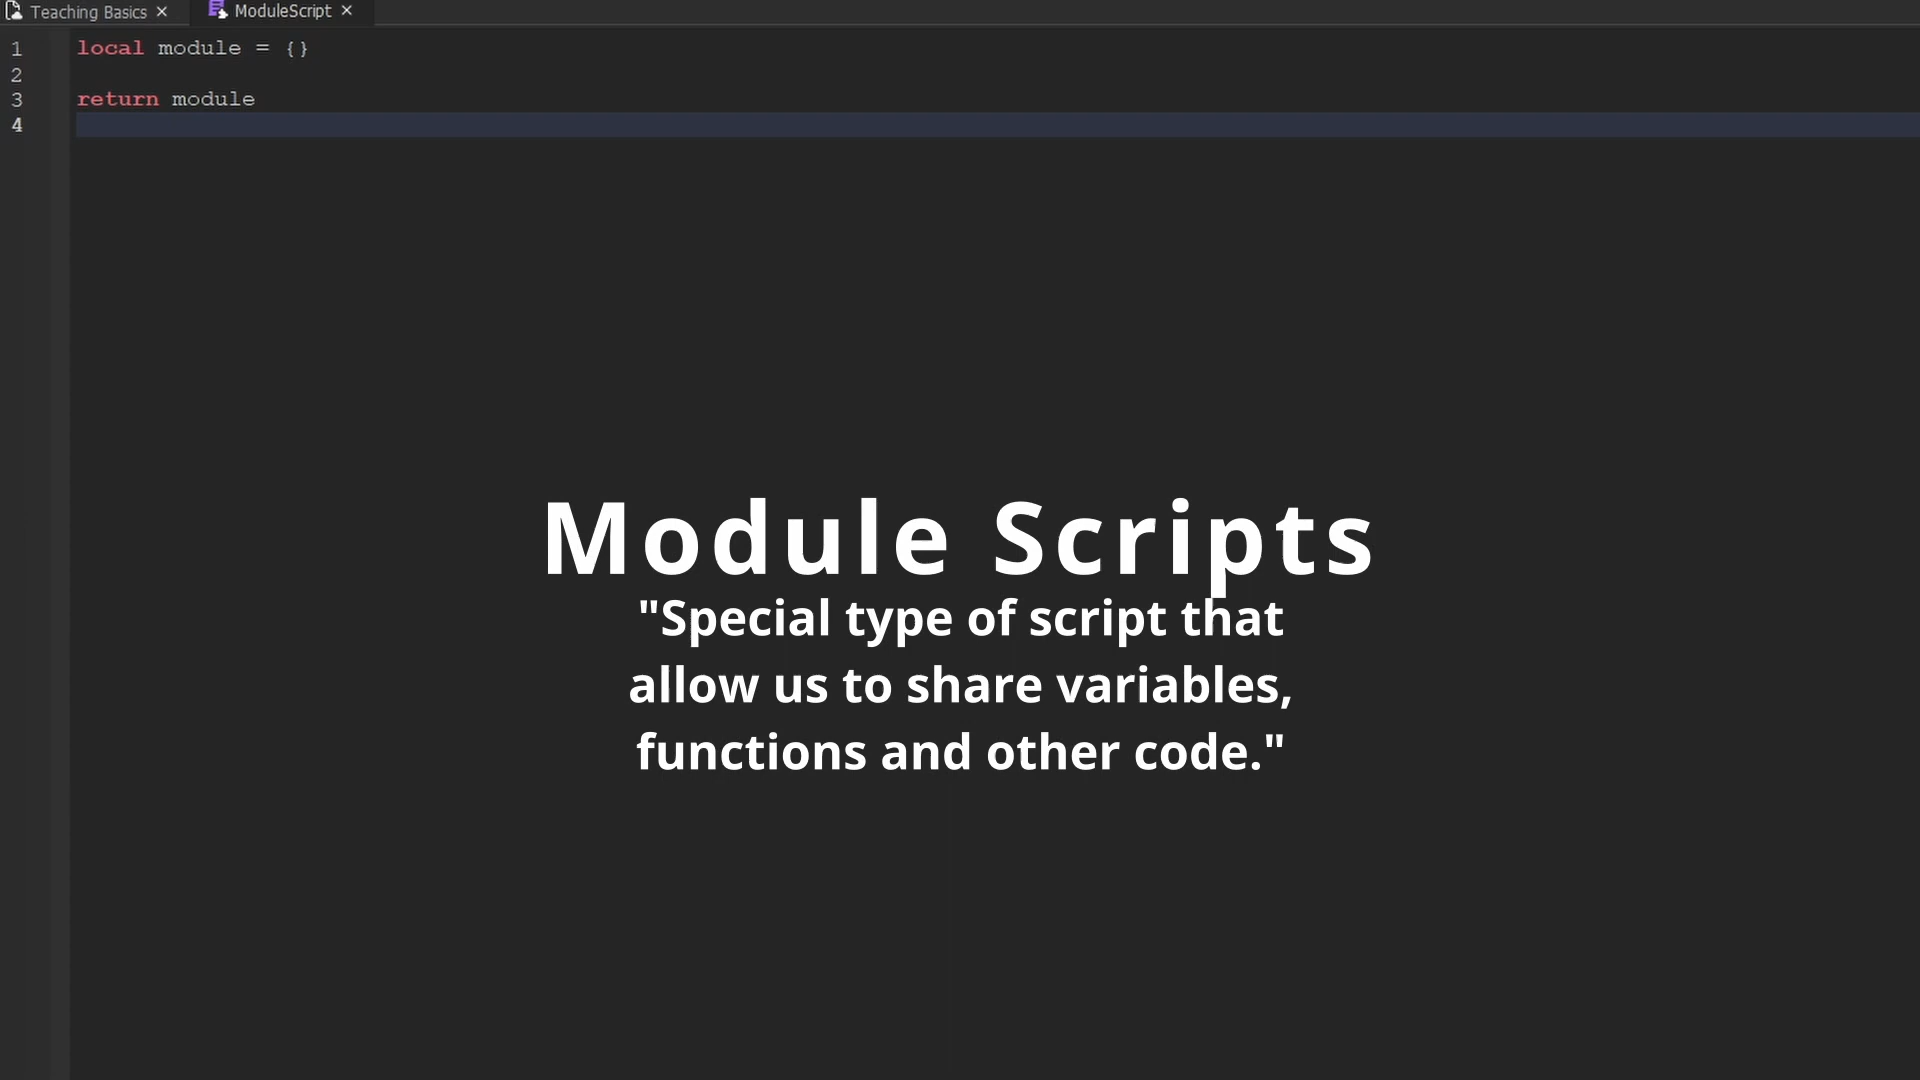 Teaching Basics ×
ModuleScript ×
1 local module = {}
2
3 return module
4
Module Scripts
"Special type of script that
allow us to share variables,
functions and other code."